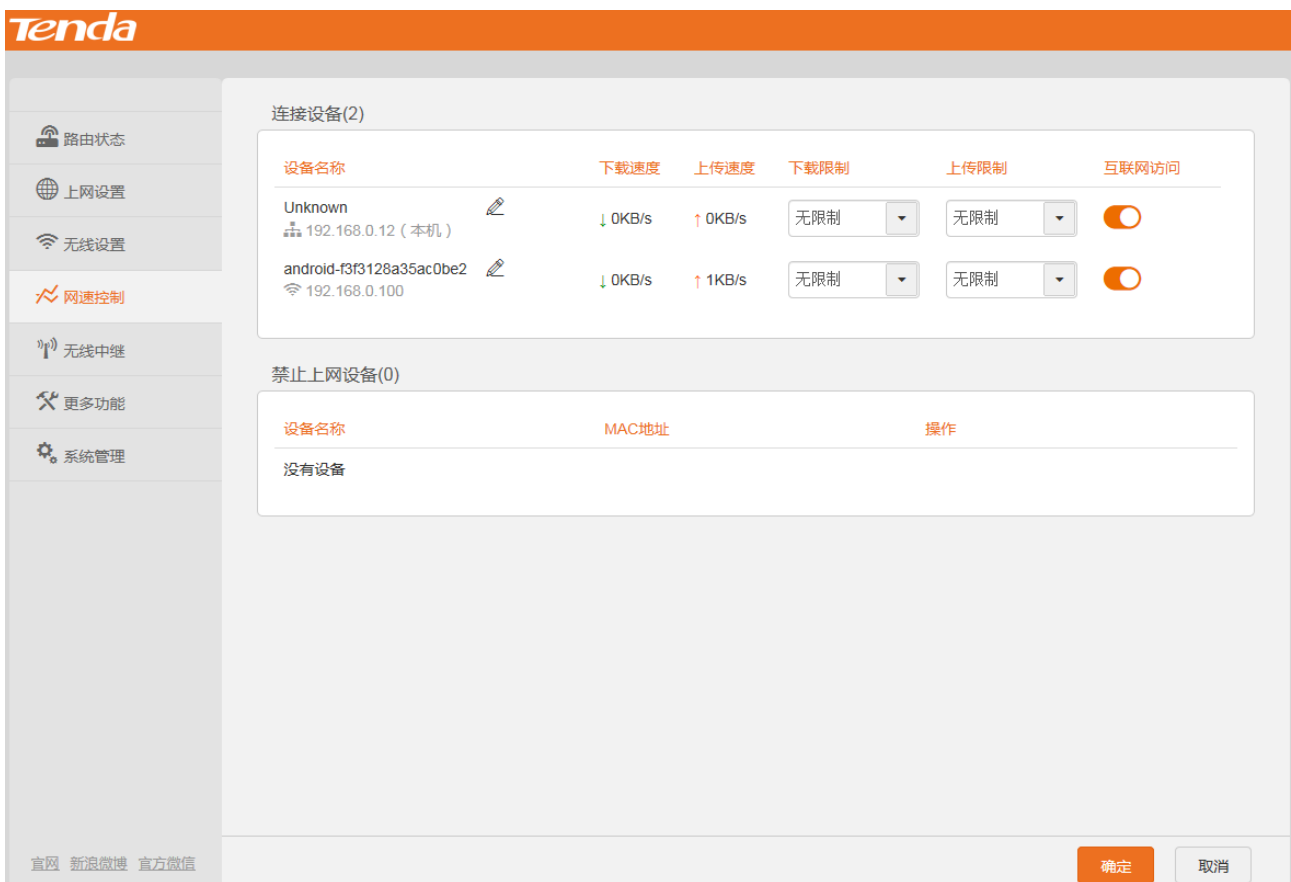 Tenda
路由状态
上网设置
无线设置
网速控制
无线中继
更多功能
系统管理
官网 新浪微博 官方微信
连接设备(2)
设备名称 下载速度 上传速度 下载限制 上传限制 互联网访问
Unknown
192.168.0.12 ( 本机 )
↓ 0KB/s ↑ 0KB/s 无限制 无限制
android-f3f3128a35ac0be2
192.168.0.100
↓ 0KB/s ↑ 1KB/s 无限制 无限制
禁止上网设备(0)
设备名称 MAC地址 操作
没有设备
确定 取消